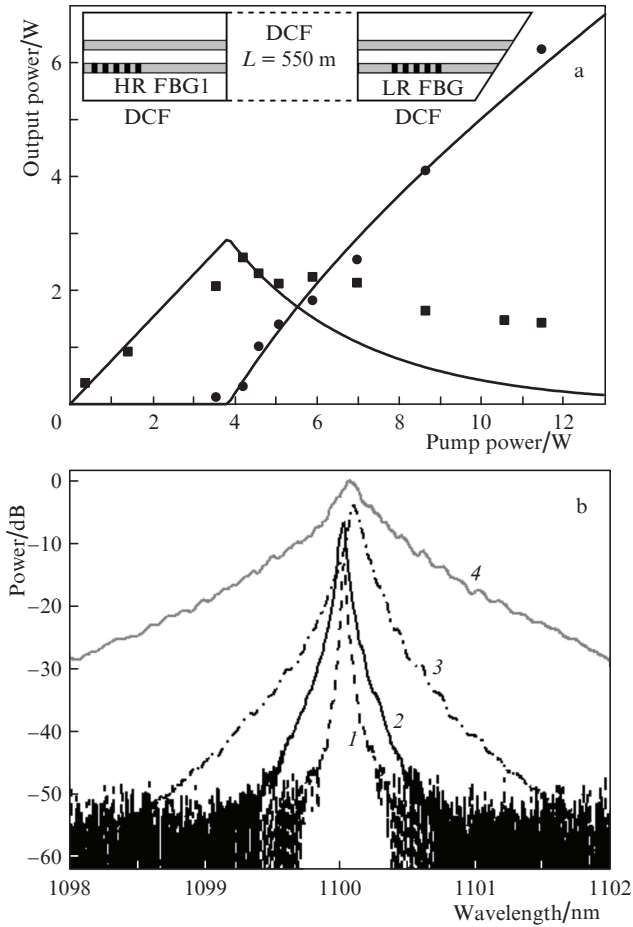 Output power/W
6
4
2
0
DCF
L = 550 m
HR FBG1
LR FBG
DCF
DCF
a
2
4
6
8
10
12
Pump power/W
b
Power/dB
0
−10
−20
−30
−40
−50
−60
4
3
2
1
1098
1099
1100
1101
1102
Wavelength/nm